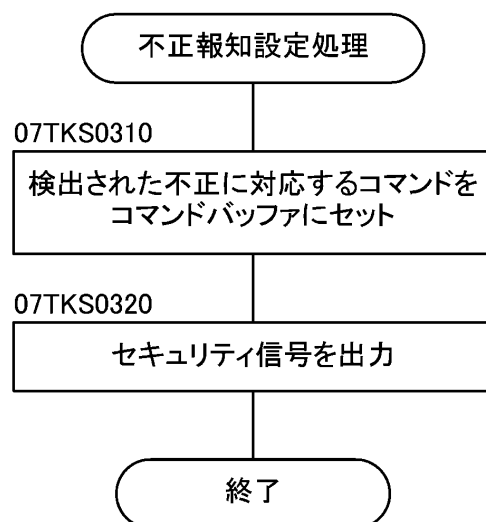 不正報知設定処理
07TKS0310
検出された不正に対応するコマンドを
コマンドバッファにセット
07TKS0320
セキュリティ信号を出力
終了